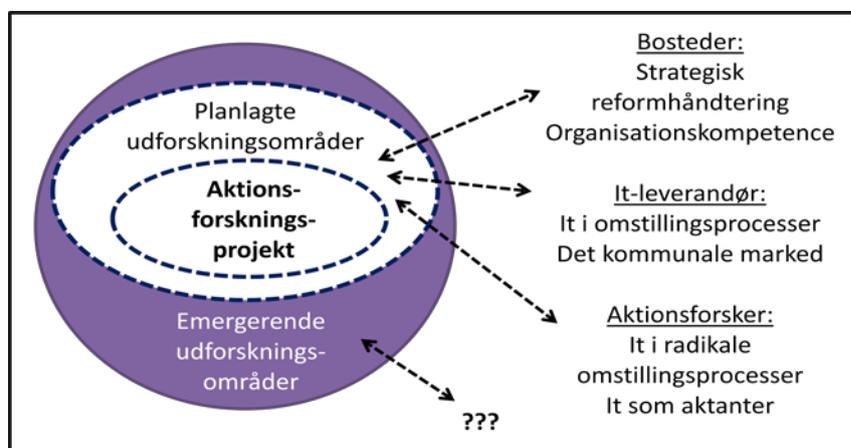 Planlagte
udforskningsområder
Aktions-
forsknings-
projekt
Emergerende
udforsknings-
områder
Bosteder:
Strategisk
reformhåndtering
Organisationskompetence
It-leverandør:
It i omstillingsprocesser
Det kommunale marked
Aktionsforsker:
It i radikale
omstillingsprocesser
It som aktanter
???